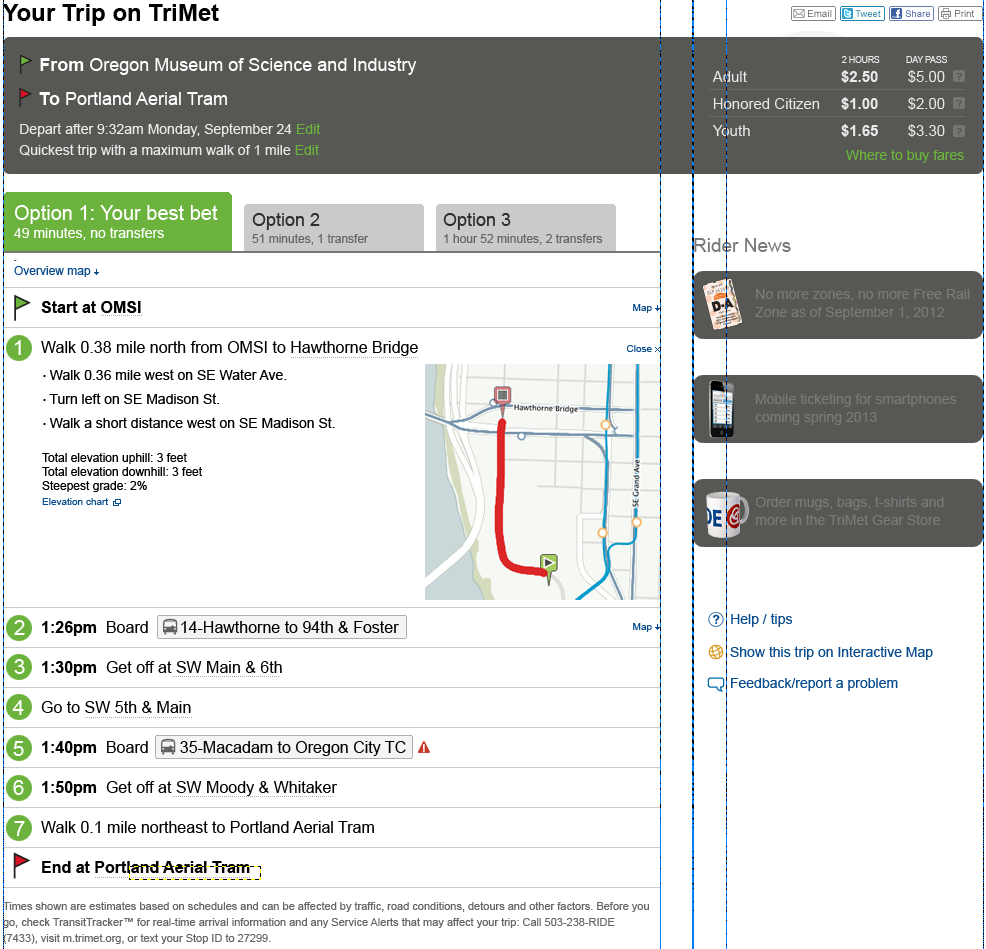 Your Trip on TriMet
Email Tweet Share Print
From Oregon Museum of Science and Industry
To Portland Aerial Tram
Depart after 9:32am Monday, September 24 Edit
Quickest trip with a maximum walk of 1 mile Edit
2 HOURS DAY PASS
Adult $2.50 $5.00 ?
Honored Citizen $1.00 $2.00 ?
Youth $1.65 $3.30 ?
Where to buy fares
Option 1: Your best bet
49 minutes, no transfers
Option 2
51 minutes, 1 transfer
Option 3
1 hour 52 minutes, 2 transfers
Overview map
Start at OMSI Map
1 Walk 0.38 mile north from OMSI to Hawthorne Bridge Close x
· Walk 0.36 mile west on SE Water Ave.
· Turn left on SE Madison St.
· Walk a short distance west on SE Madison St.
Total elevation uphill: 3 feet
Total elevation downhill: 3 feet
Steepest grade: 2%
Elevation chart
Hawthorne Bridge
SE Grand Ave
2 1:26pm Board 14-Hawthorne to 94th & Foster Map
3 1:30pm Get off at SW Main & 6th
4 Go to SW 5th & Main
5 1:40pm Board 35-Macadam to Oregon City TC
6 1:50pm Get off at SW Moody & Whitaker
7 Walk 0.1 mile northeast to Portland Aerial Tram
End at Portland Aerial Tram
Times shown are estimates based on schedules and can be affected by traffic, road conditions, detours and other factors. Before you
go, check TransitTracker™ for real-time arrival information and any Service Alerts that may affect your trip: Call 503-238-RIDE
(7433), visit m.trimet.org, or text your Stop ID to 27299.
Rider News
D-A
No more zones, no more Free Rail
Zone as of September 1, 2012
Mobile ticketing for smartphones
coming spring 2013
DE
Order mugs, bags, t-shirts and
more in the TriMet Gear Store
? Help / tips
Show this trip on Interactive Map
Feedback/report a problem